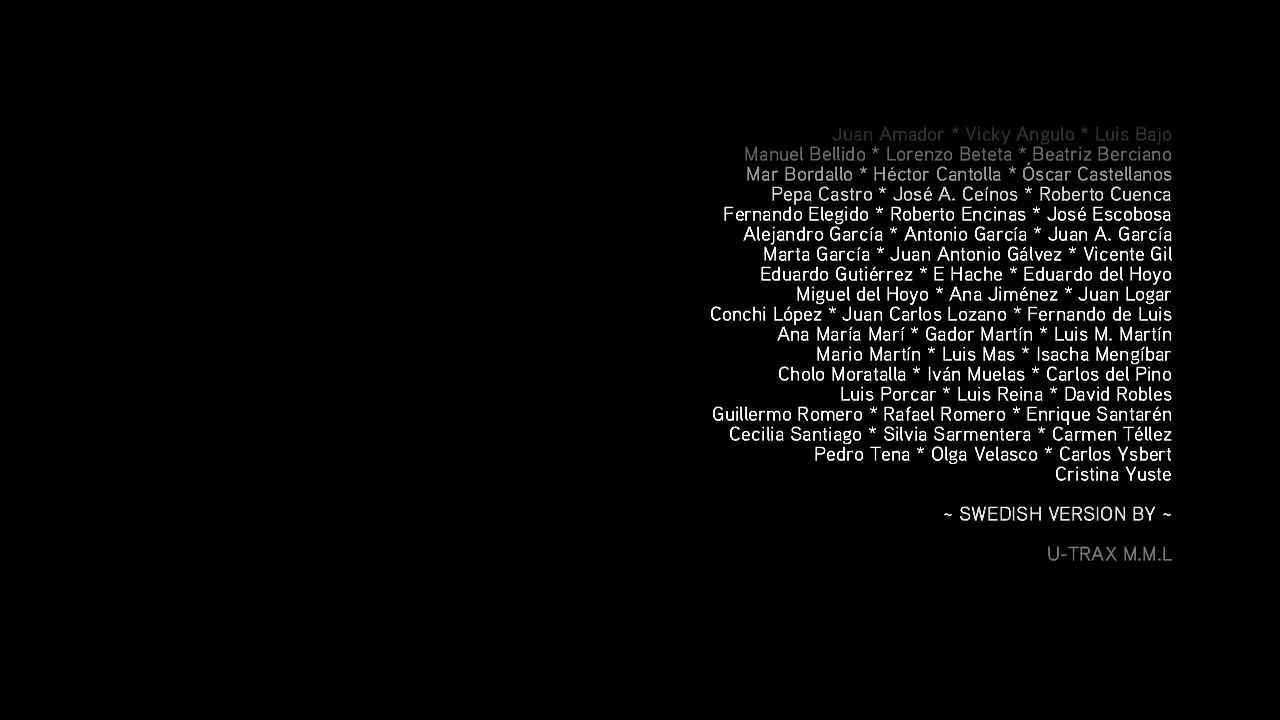 Juan Amador * Vicky Angulo * Luis Bajo
Manuel Bellido * Lorenzo Beteta * Beatriz Berciano
Mar Bordallo * Héctor Cantolla * Óscar Castellanos
Pepa Castro * José A. Ceínos * Roberto Cuenca
Fernando Elegido * Roberto Encinas * José Escobosa
Alejandro García * Antonio García * Juan A. García
Marta García * Juan Antonio Gálvez * Vicente Gil
Eduardo Gutiérrez * E Hache * Eduardo del Hoyo
Miguel del Hoyo * Ana Jiménez * Juan Logar
Conchi López * Juan Carlos Lozano * Fernando de Luis
Ana María Marí * Gador Martín * Luis M. Martín
Mario Martín * Luis Mas * Isacha Mengíbar
Cholo Moratalla * Iván Muelas * Carlos del Pino
Luis Porcar * Luis Reina * David Robles
Guillermo Romero * Rafael Romero * Enrique Santarén
Cecilia Santiago * Silvia Sarmentera * Carmen Téllez
Pedro Tena * Olga Velasco * Carlos Ysbert
Cristina Yuste
~ SWEDISH VERSION BY ~
U-TRAX M.M.L